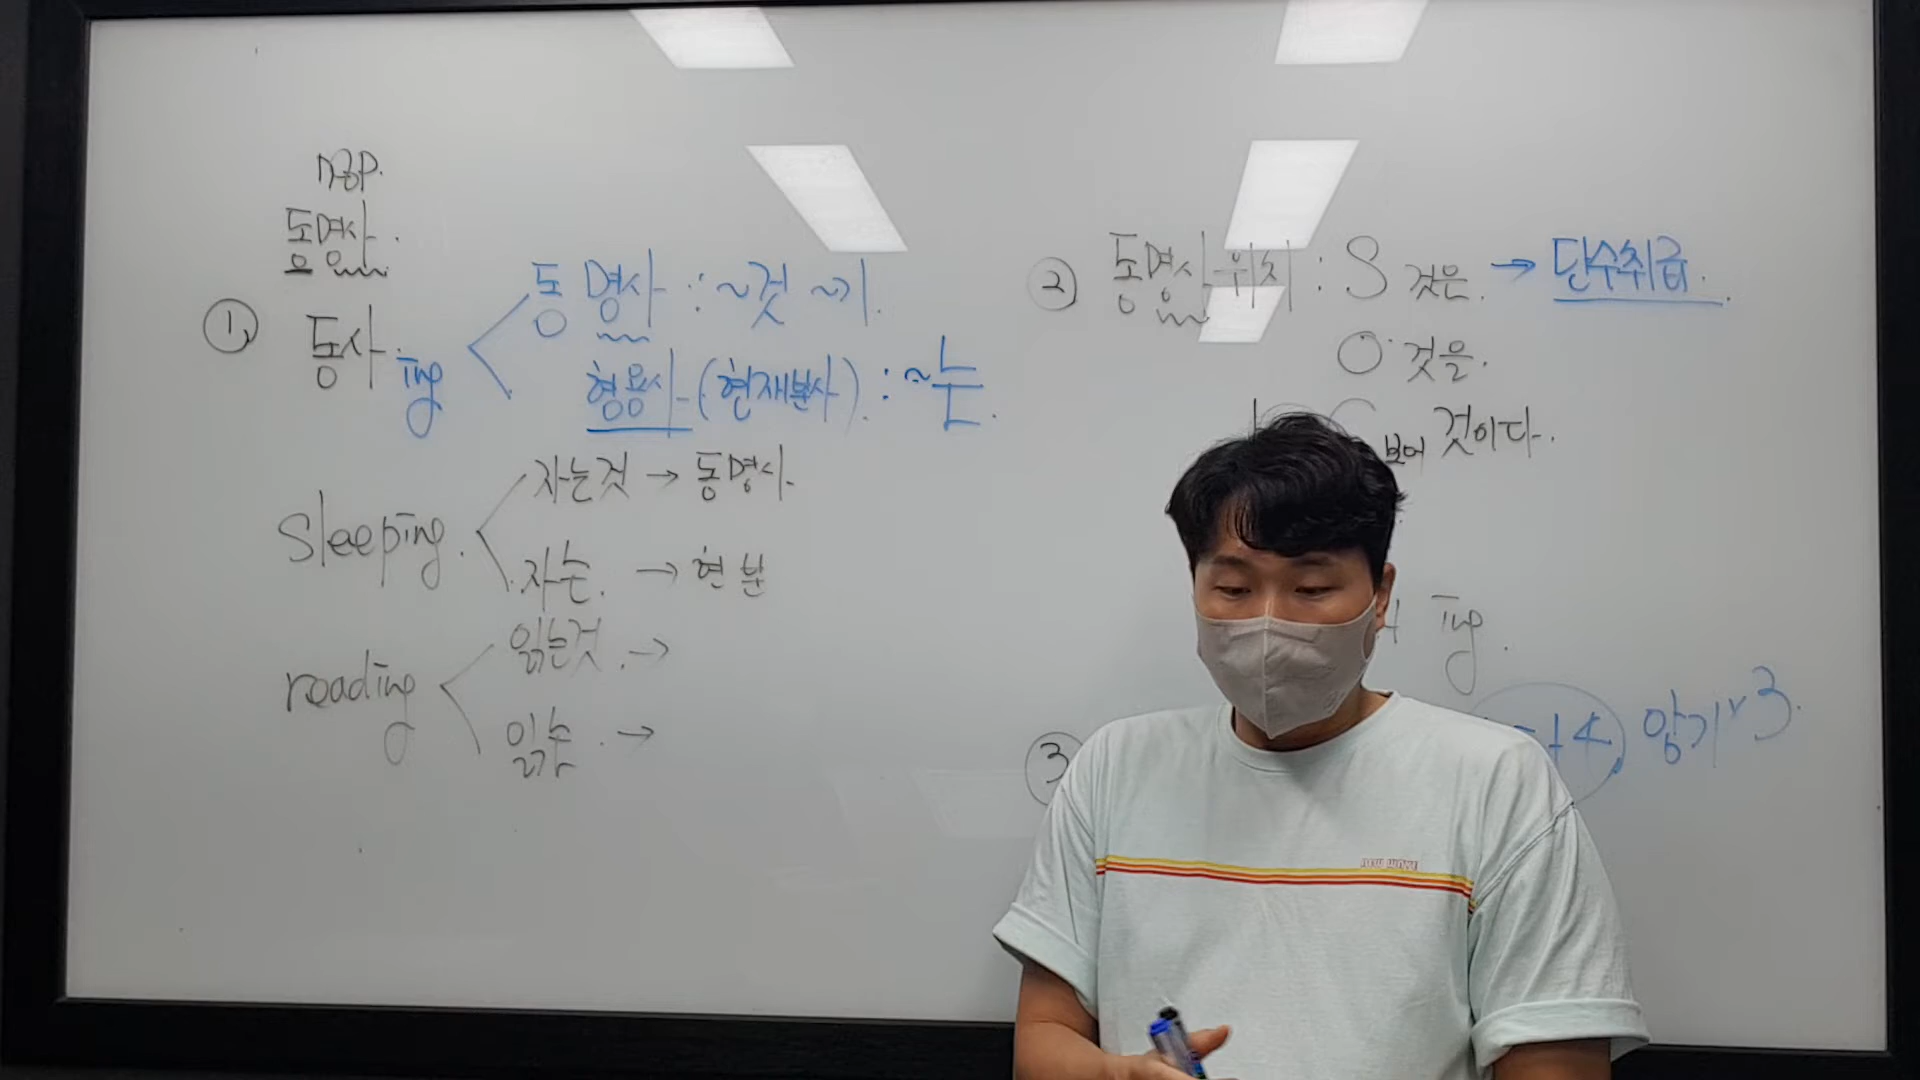 동명사.
① 동사 ing
동명사 : ~것 ~기.
형용사 (현재분사) : ~는.
sleeping.
자는것 → 동명사.
자는. → 현분
reading
읽는것. →
읽는. →
② 동명사 위치 : S 것은. → 단수취급.
O 것을.
보어 것이다.
ing.
③
암기 3.